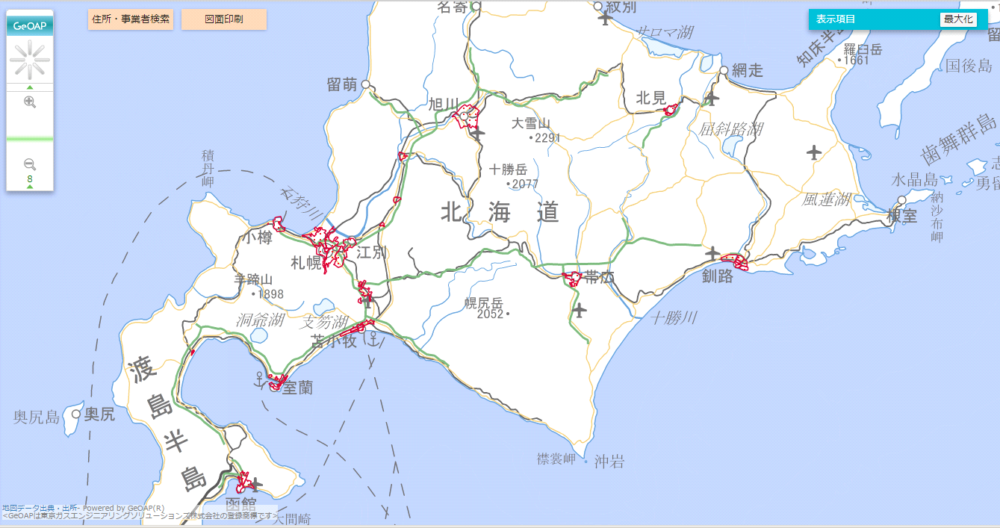 GeOAP
住所・事業者検索
図面印刷
表示項目
最大化
8
名寄
紋別
サロマ湖
網走
知床半島
羅臼岳
・1661
国後島
留萌
旭川
北見
大雪山
・2291
屈斜路湖
歯舞群島
積丹岬
十勝岳
・2077
水晶島
勇留
納沙布岬
石狩川
北海道
風蓮湖
根室
小樽
札幌
江別
羊蹄山
・1898
帯広
釧路
幌尻岳
2052・
洞爺湖
支笏湖
十勝川
苫小牧
渡島半島
室蘭
奥尻島
奥尻
襟裳岬
沖岩
函館
大間崎
地図データ出典・出所- Powered by GeOAP(R)
<GeOAPは東京ガスエンジニアリングソリューションズ株式会社の登録商標です>